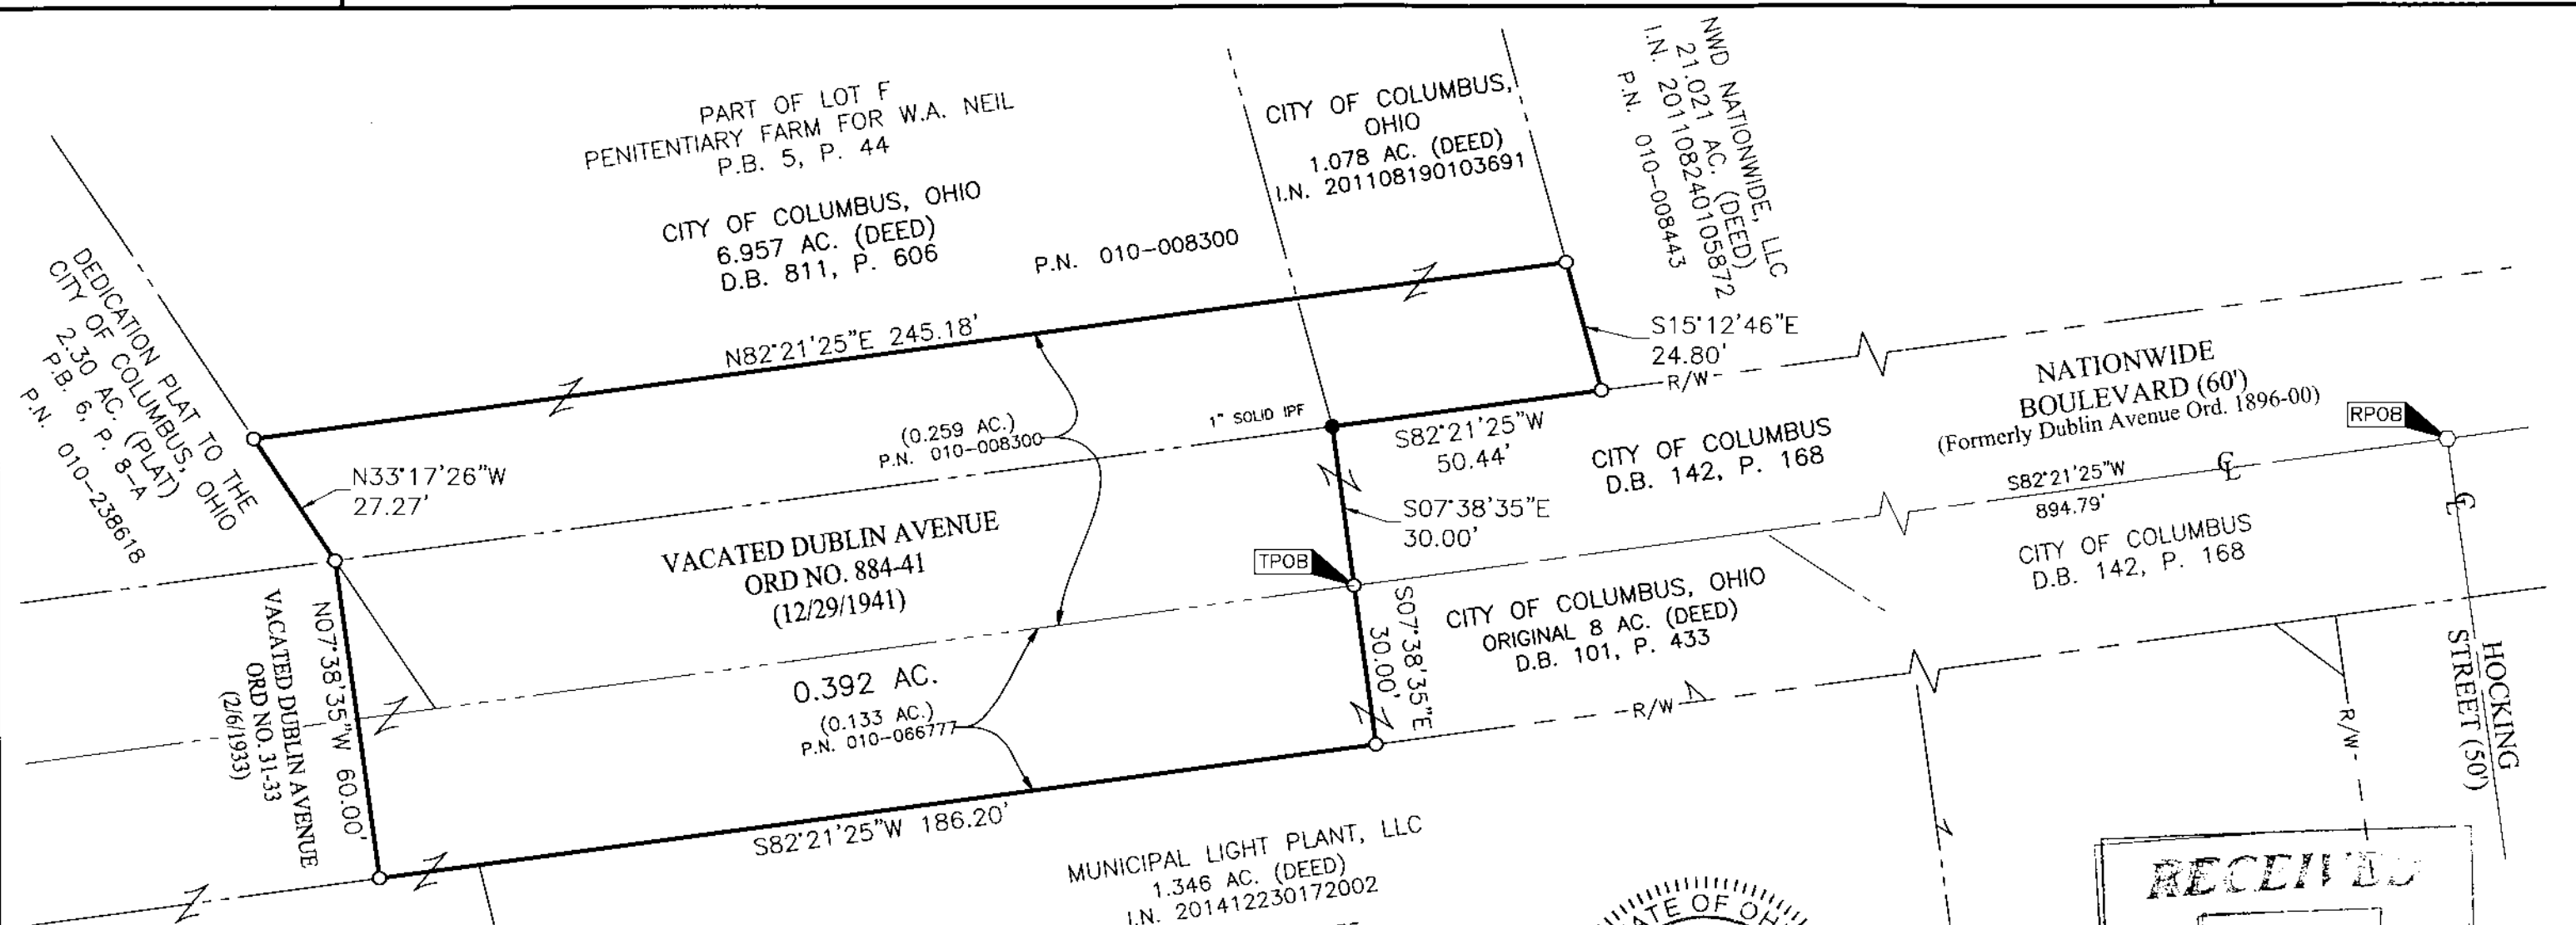 PART OF LOT F
PENITENTIARY FARM FOR W.A. NEIL
P.B. 5, P. 44
CITY OF COLUMBUS, OHIO
6.957 AC. (DEED)
D.B. 811, P. 606
P.N. 010-008300
CITY OF COLUMBUS,
OHIO
1.078 AC. (DEED)
I.N. 201108190103691
NWD NATIONWIDE, LLC
21.021 AC. (DEED)
I.N. 201108240105872
P.N. 010-008443
DEDICATION PLAT TO THE
CITY OF COLUMBUS, OHIO
2.30 AC. (PLAT)
P.B. 6, P. 8-A
P.N. 010-238618
N82°21'25"E 245.18'
S15°12'46"E
24.80'
R/W
NATIONWIDE
BOULEVARD (60')
(Formerly Dublin Avenue Ord. 1896-00)
RPOB
N33°17'26"W
27.27'
(0.259 AC.)
P.N. 010-008300
1" SOLID IPF
S82°21'25"W
50.44'
CITY OF COLUMBUS
D.B. 142, P. 168
S82°21'25"W
894.79'
CL
CL
S07°38'35"E
30.00'
VACATED DUBLIN AVENUE
ORD NO. 884-41
(12/29/1941)
TPOB
CITY OF COLUMBUS
D.B. 142, P. 168
CITY OF COLUMBUS, OHIO
ORIGINAL 8 AC. (DEED)
D.B. 101, P. 433
S07°38'35"E
30.00'
N07°38'35"W 60.00'
VACATED DUBLIN AVENUE
ORD NO. 31-33
(2/6/1933)
0.392 AC.
(0.133 AC.)
P.N. 010-066777
R/W
R/W
HOCKING
STREET (50')
S82°21'25"W 186.20'
MUNICIPAL LIGHT PLANT, LLC
1.346 AC. (DEED)
I.N. 201412230172002
ATE OF OH
RECEIVED